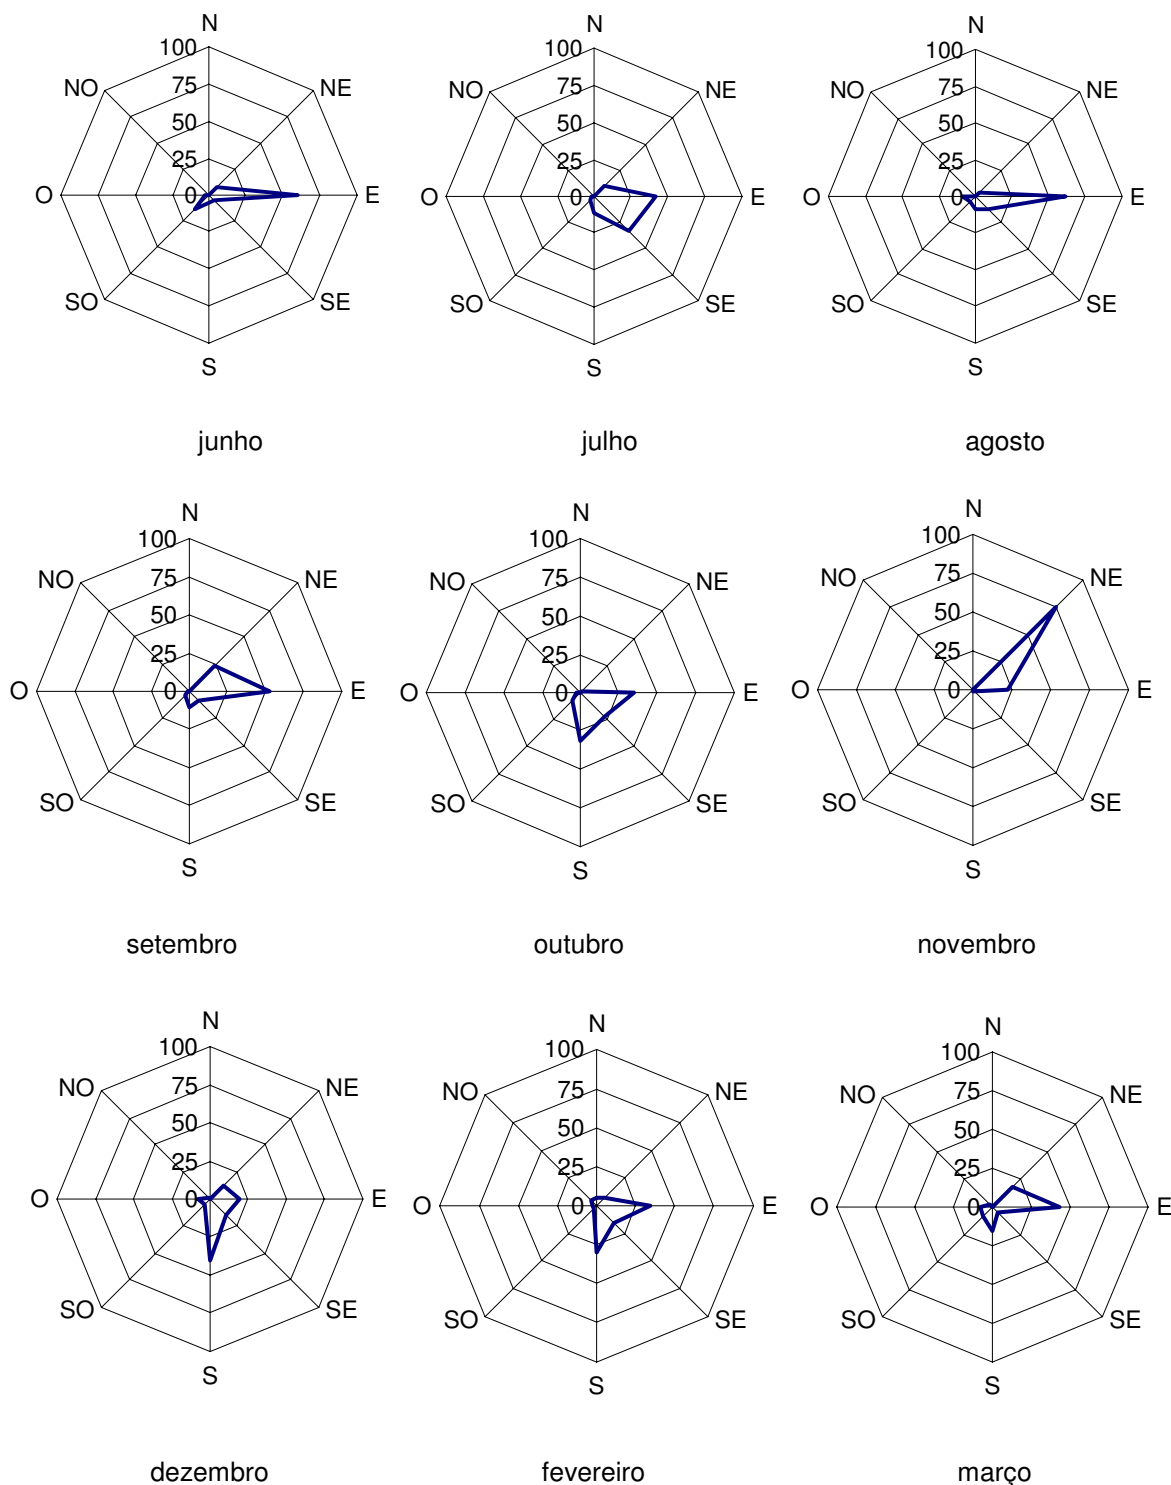 N N N
100 100 100
NO 75 NE NO 75 NE NO 75 NE
50 50 50
25 25 25
O 0 E O 0 E O 0 E
SO SE SO SE SO SE
S S S
junho julho agosto
N N N
100 100 100
NO 75 NE NO 75 NE NO 75 NE
50 50 50
25 25 25
O 0 E O 0 E O 0 E
SO SE SO SE SO SE
S S S
setembro outubro novembro
N N N
100 100 100
NO 75 NE NO 75 NE NO 75 NE
50 50 50
25 25 25
O 0 E O 0 E O 0 E
SO SE SO SE SO SE
S S S
dezembro fevereiro março